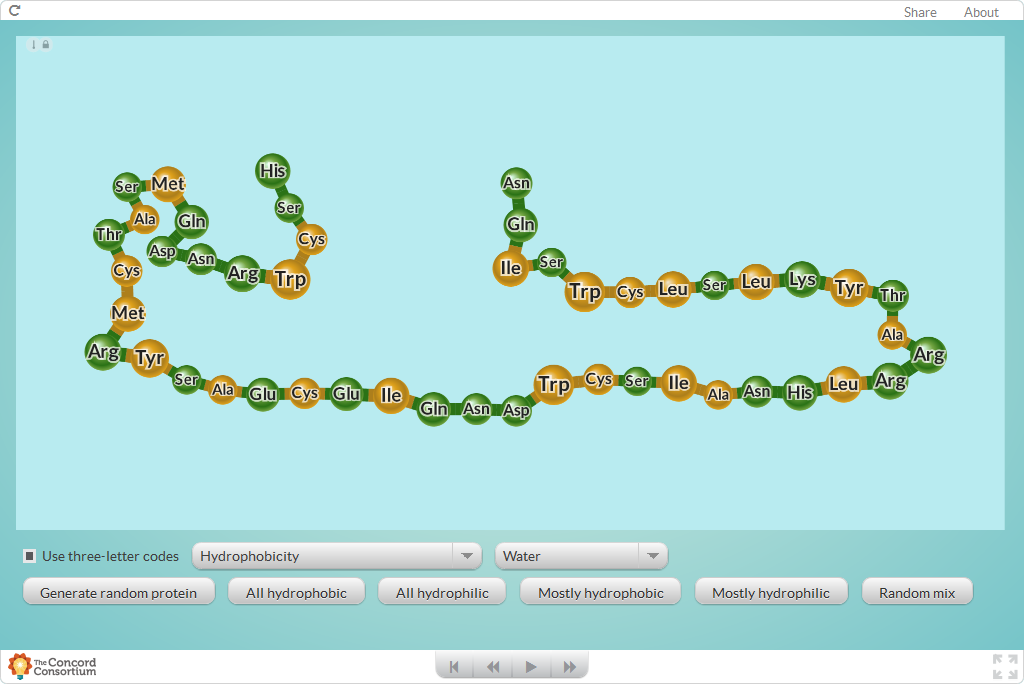 Share About
His
Ser Met
Ser
Asn
Ala Gln
Thr
Gln
Cys
Asp
Asn
Ile Ser
Cys
Arg Trp
Trp Cys Leu Ser Leu Lys Tyr Thr
Met
Ala
Arg Tyr
Arg
Ser Ala Glu Cys Glu Ile Gln Asn Asp Trp Cys Ser Ile Ala Asn His Leu Arg
Use three-letter codes Hydrophobicity Water
Generate random protein All hydrophobic All hydrophilic Mostly hydrophobic Mostly hydrophilic Random mix
The Concord
Consortium